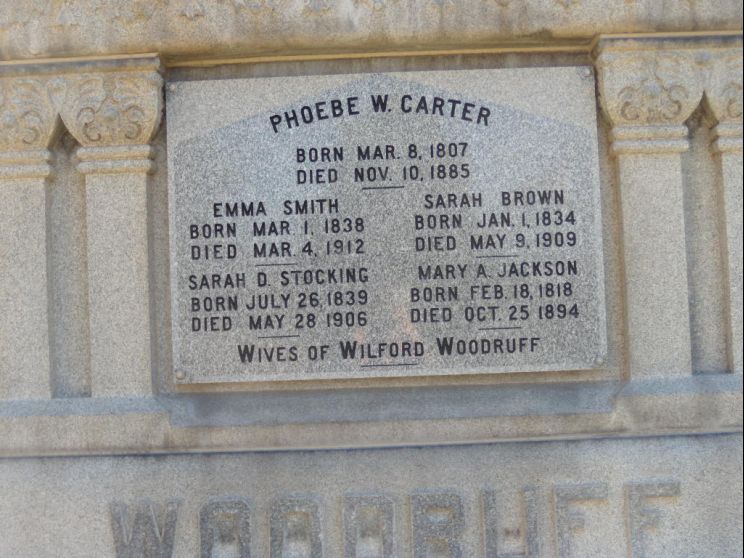 PHOEBE W. CARTER
BORN MAR. 8, 1807
DIED NOV. 10, 1885
EMMA SMITH
BORN MAR 1, 1838
DIED MAR. 4, 1912
SARAH BROWN
BORN JAN. 1, 1834
DIED MAY 9, 1909
SARAH D. STOCKING
BORN JULY 26, 1839
DIED MAY 28 1906
MARY A. JACKSON
BORN FEB. 18, 1818
DIED OCT. 25 1894
WIVES OF WILFORD WOODRUFF
WOODRUFF